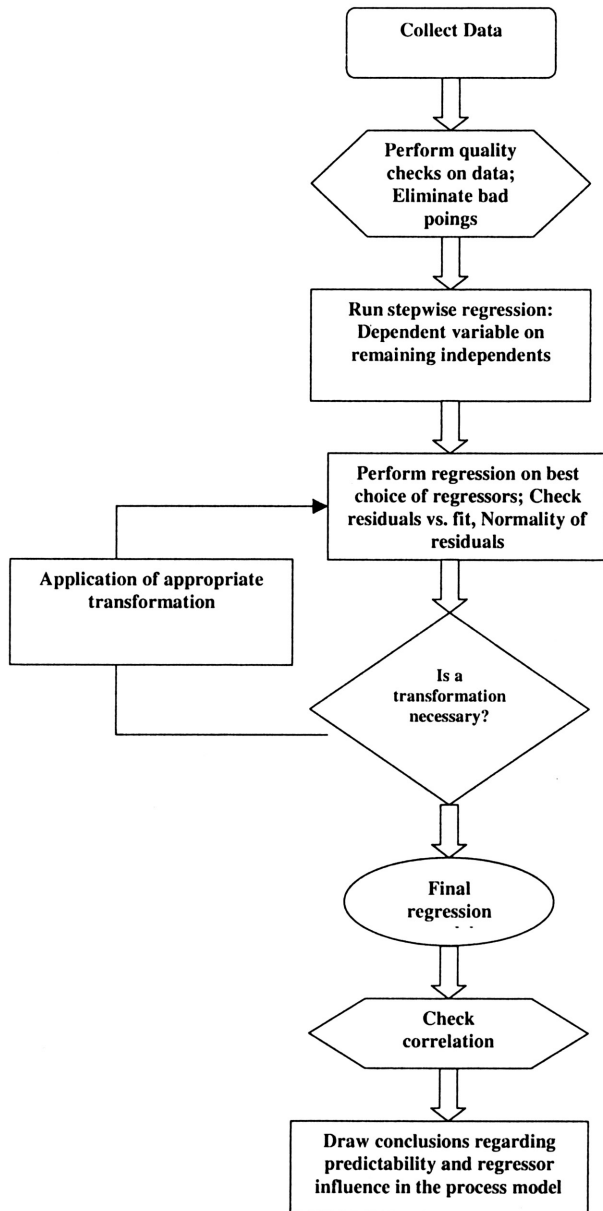 Collect Data
Perform quality
checks on data;
Eliminate bad
poings
Run stepwise regression:
Dependent variable on
remaining independents
Perform regression on best
choice of regressors; Check
residuals vs. fit, Normality of
residuals
Application of appropriate
transformation
Is a
transformation
necessary?
Final
regression
Check
correlation
Draw conclusions regarding
predictability and regressor
influence in the process model